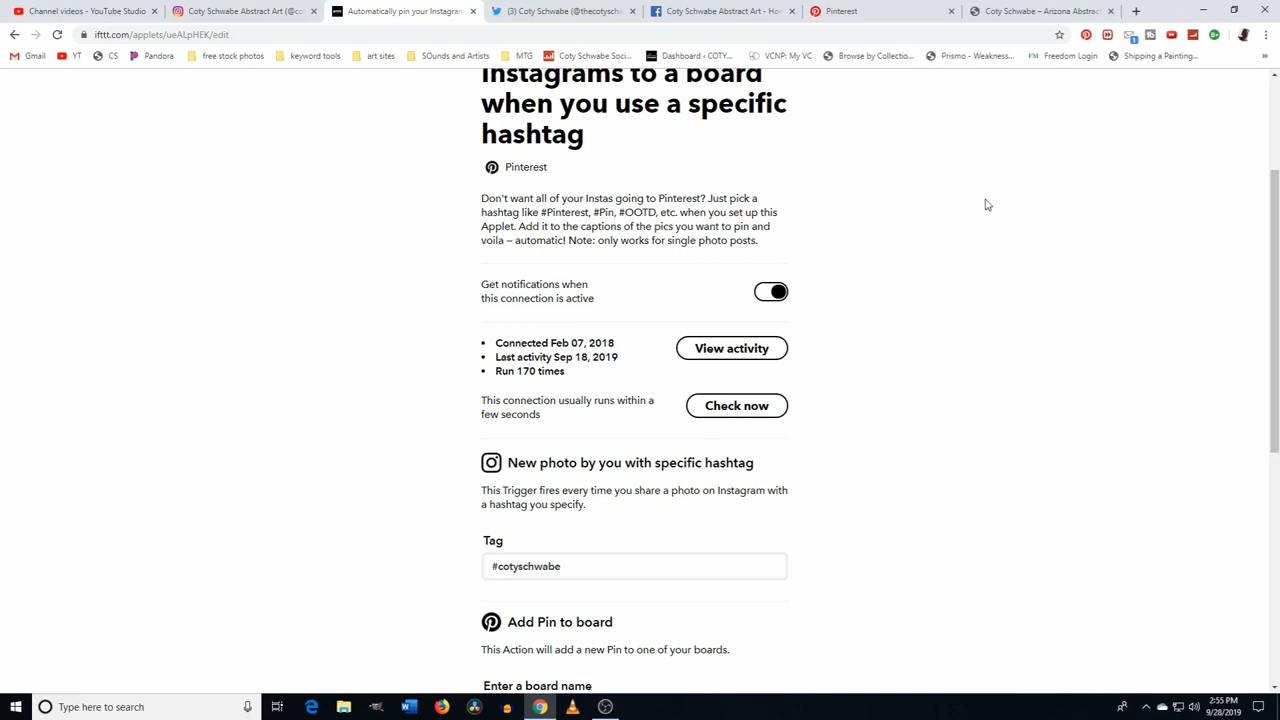 Channel videos - YouTube Studio
Coty Schwabe Abstract Art (@co
Automatically pin your Instagram
(3) Coty Schwabe (@thecotysch
Coty Schwabe Abstract Art - Ho
Pinterest
Coty Schwabe – Arizona Abstrac
ifttt.com/applets/ueALpHEK/edit
Gmail
YT
CS
Pandora
free stock photos
keyword tools
art sites
SOunds and Artists
MTG
Coty Schwabe Soci...
Dashboard - COTY...
VCNP: My VC
Browse by Collectio...
Prismo - Weakness...
Freedom Login
Shipping a Painting...
Instagrams to a board
when you use a specific
hashtag
Pinterest
Don't want all of your Instas going to Pinterest? Just pick a
hashtag like #Pinterest, #Pin, #OOTD, etc. when you set up this
Applet. Add it to the captions of the pics you want to pin and
voila – automatic! Note: only works for single photo posts.
Get notifications when
this connection is active
• Connected Feb 07, 2018
• Last activity Sep 18, 2019
• Run 170 times
View activity
This connection usually runs within a
few seconds
Check now
New photo by you with specific hashtag
This Trigger fires every time you share a photo on Instagram with
a hashtag you specify.
Tag
#cotyschwabe
Add Pin to board
This Action will add a new Pin to one of your boards.
Enter a board name
Type here to search
2:55 PM
9/28/2019